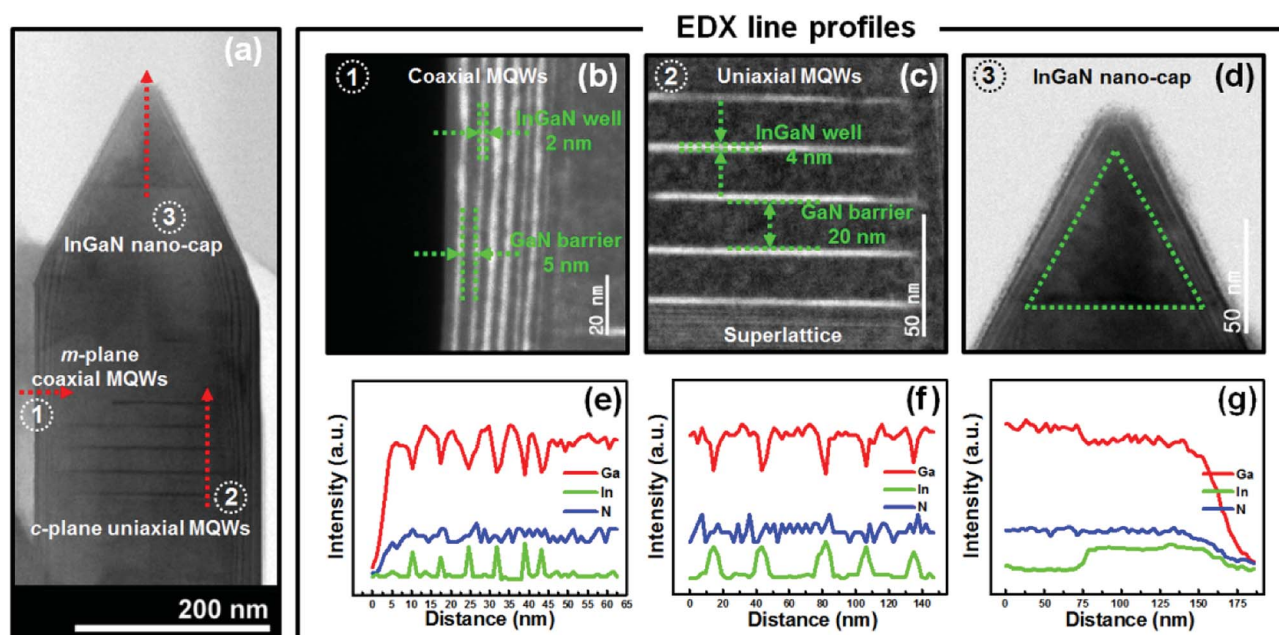 EDX line profiles
(a)
3
InGaN nano-cap
m-plane
coaxial MQWs
1
2
c-plane uniaxial MQWs
200 nm
1
Coaxial MQWs
(b)
InGaN well
2 nm
GaN barrier
5 nm
20 nm
2
Uniaxial MQWs
(c)
InGaN well
4 nm
GaN barrier
20 nm
Superlattice
50 nm
3
InGaN nano-cap
(d)
50 nm
(e)
Intensity (a.u.)
Ga
In
N
0 5 10 15 20 25 30 35 40 45 50 55 60 65
Distance (nm)
(f)
Intensity (a.u.)
Ga
In
N
0 20 40 60 80 100 120 140
Distance (nm)
(g)
Intensity (a.u.)
Ga
In
N
0 25 50 75 100 125 150 175
Distance (nm)